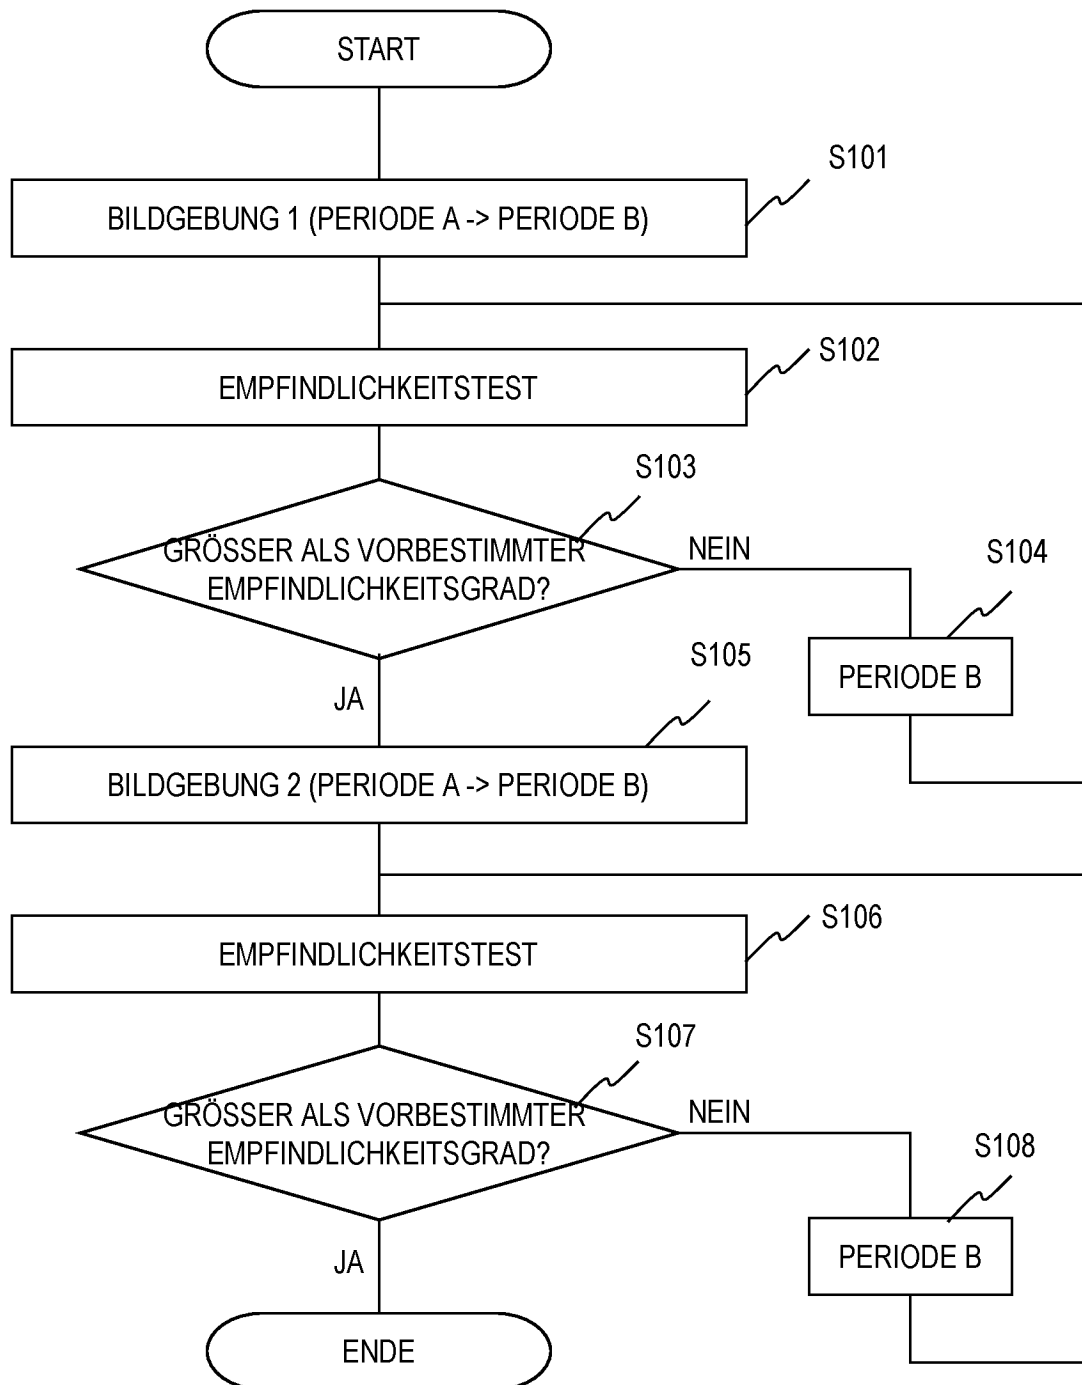 START
S101
BILDGEBUNG 1 (PERIODE A -> PERIODE B)
S102
EMPFINDLICHKEITSTEST
S103
GRÖSSER ALS VORBESTIMMTER
EMPFINDLICHKEITSGRAD?
NEIN
S104
PERIODE B
JA
S105
BILDGEBUNG 2 (PERIODE A -> PERIODE B)
S106
EMPFINDLICHKEITSTEST
S107
GRÖSSER ALS VORBESTIMMTER
EMPFINDLICHKEITSGRAD?
NEIN
S108
PERIODE B
JA
ENDE